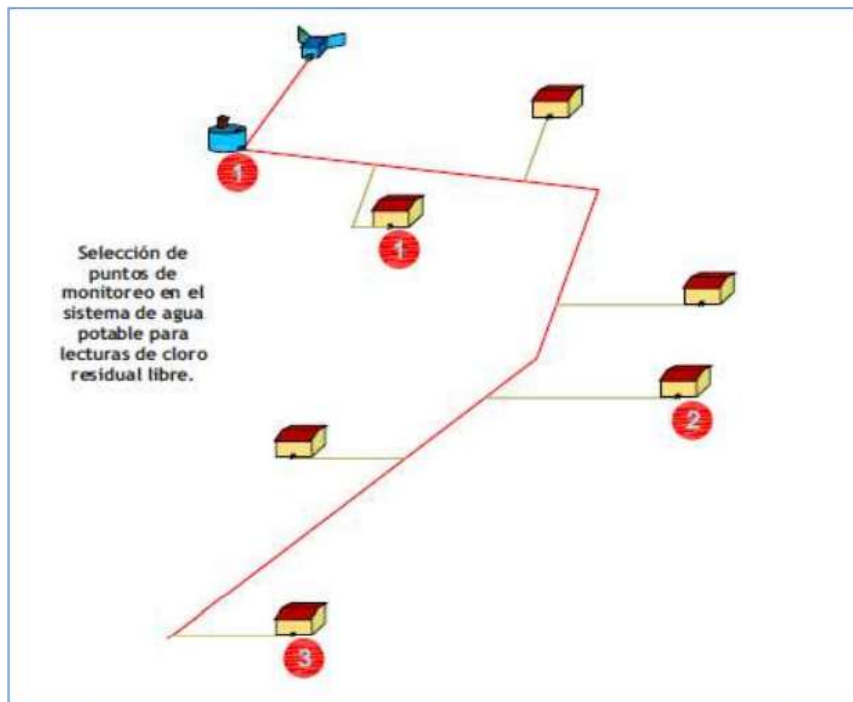 1
1
Selección de
puntos de
monitoreo en el
sistema de agua
potable para
lecturas de cloro
residual libre.
2
3